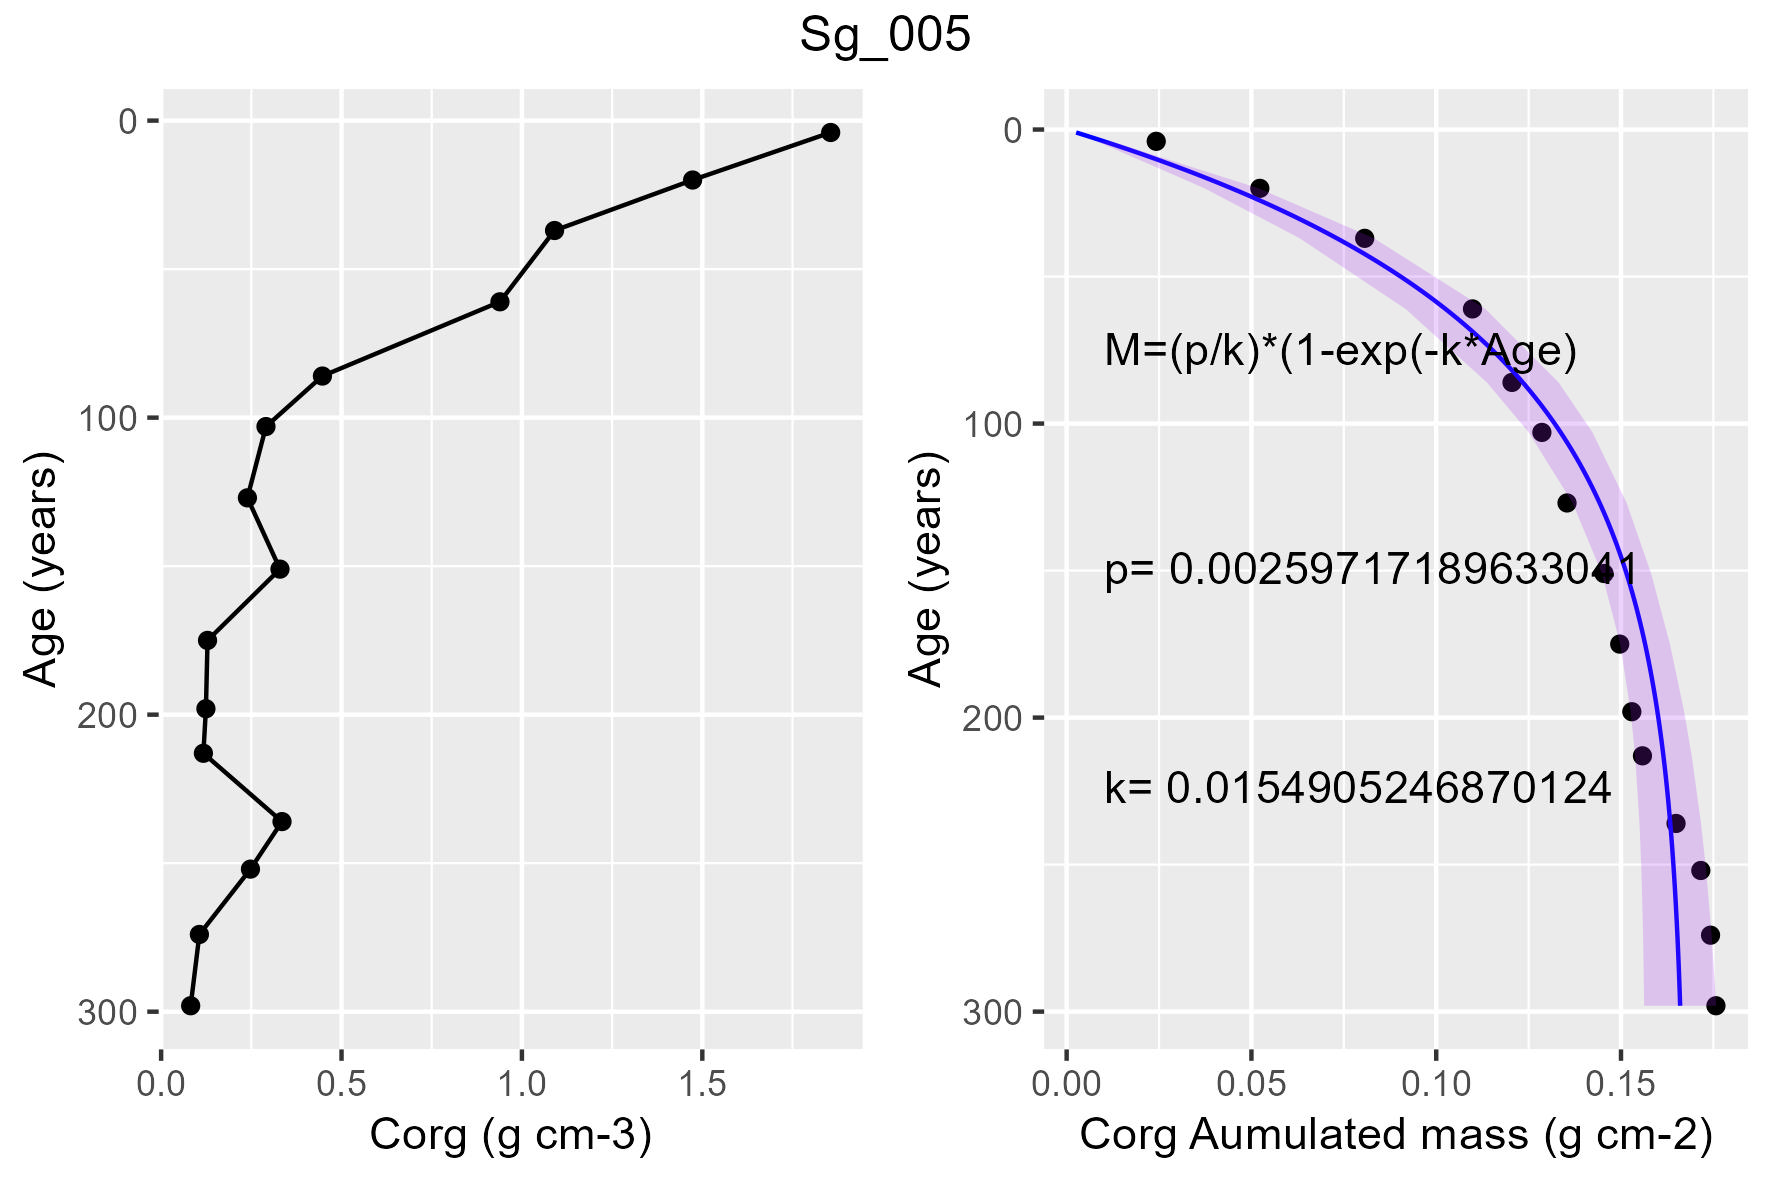 Sg_005
0
100
200
300
Age (years)
0.0 0.5 1.0 1.5
Corg (g cm-3)
0
100
200
300
Age (years)
M=(p/k)*(1-exp(-k*Age)
p= 0.00259717189633041
k= 0.0154905246870124
0.00 0.05 0.10 0.15
Corg Aumulated mass (g cm-2)